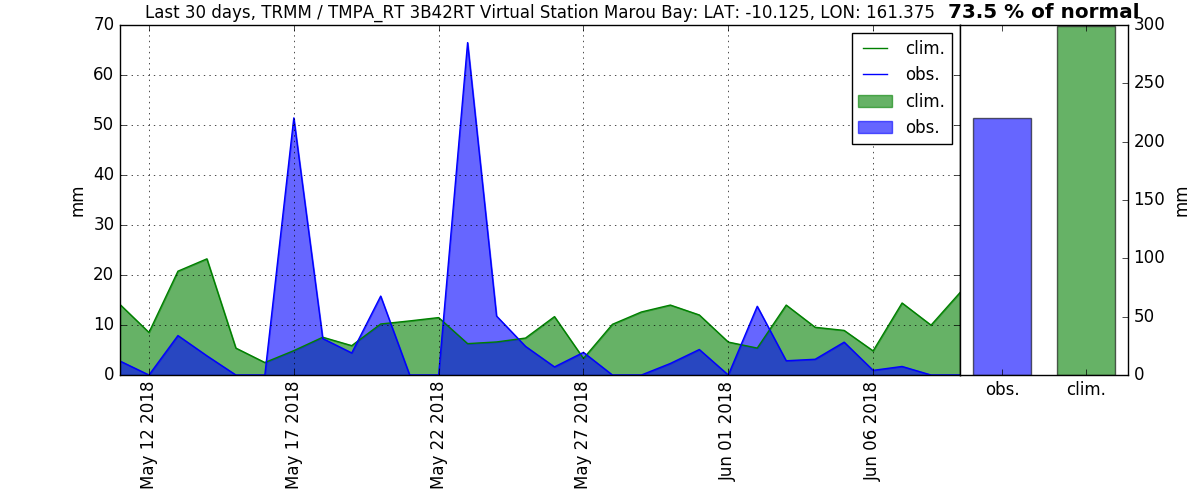 Last 30 days, TRMM / TMPA_RT 3B42RT Virtual Station Marou Bay: LAT: -10.125, LON: 161.375
73.5 % of normal
70
60
50
40
30
20
10
0
mm
clim.
obs.
clim.
obs.
May 12 2018
May 17 2018
May 22 2018
May 27 2018
Jun 01 2018
Jun 06 2018
300
250
200
150
100
50
0
mm
obs.
clim.